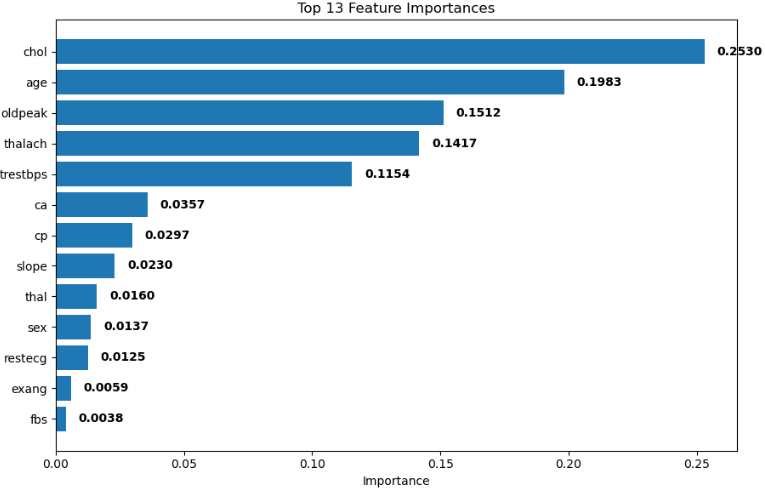 Top 13 Feature Importances
chol 0.2530
age 0.1983
oldpeak 0.1512
thalach 0.1417
trestbps 0.1154
ca 0.0357
cp 0.0297
slope 0.0230
thal 0.0160
sex 0.0137
restecg 0.0125
exang 0.0059
fbs 0.0038
0.00 0.05 0.10 0.15 0.20 0.25
Importance